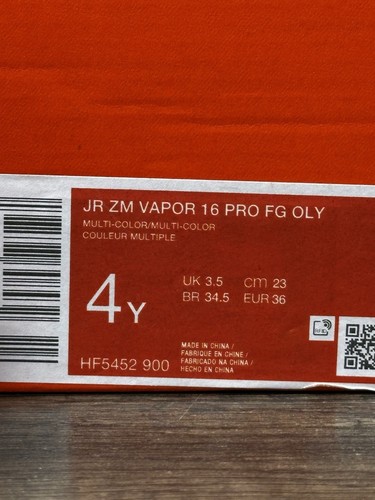 JR ZM VAPOR 16 PRO FG OLY
MULTI-COLOR/MULTI-COLOR
COULEUR MULTIPLE
4Y
UK 3.5 cm 23
BR 34.5 EUR 36
RFID
HF5452 900
MADE IN CHINA /
FABRIQUÉ EN CHINE /
FABRICADO NA CHINA /
HECHO EN CHINA